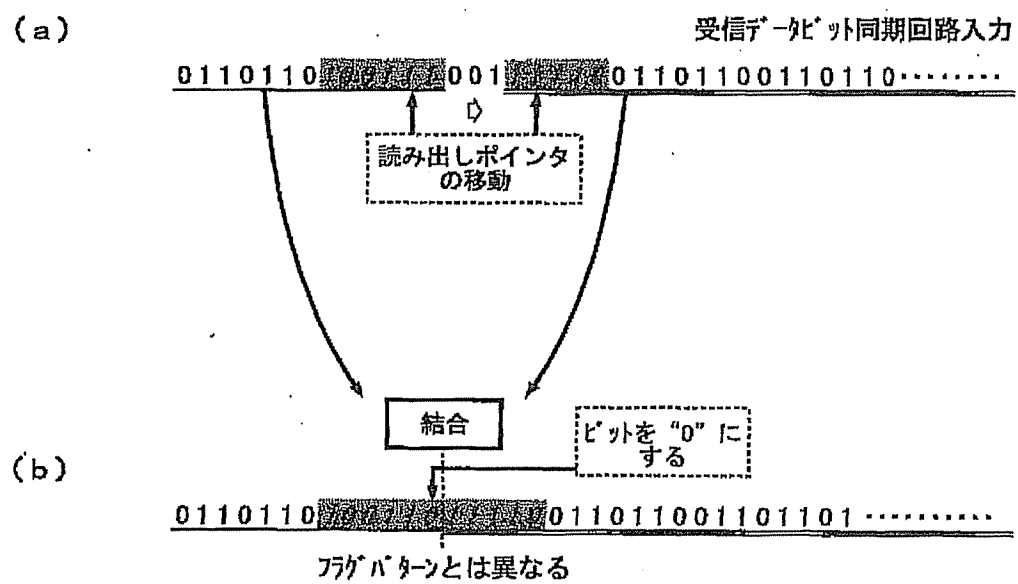 (a)
受信データビット同期回路入力
0110110 001 0110110011011O········
読み出しポインタ
の移動
結合
ビットを“0”に
する
(b)
0110110 01101100110110 1··········
フラグパターンとは異なる